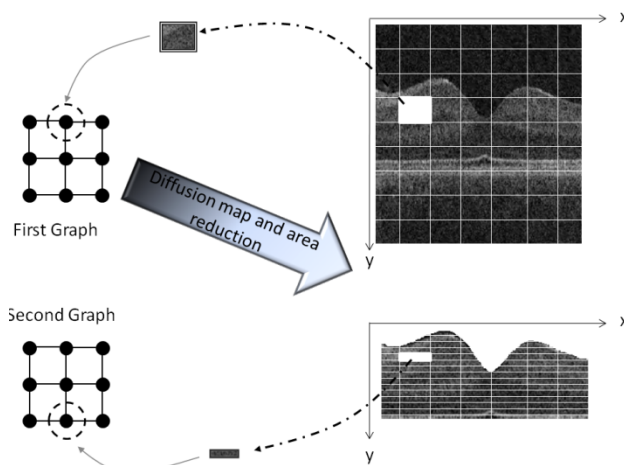 x
First Graph
Diffusion map and area
reduction
y
Second Graph
x
y